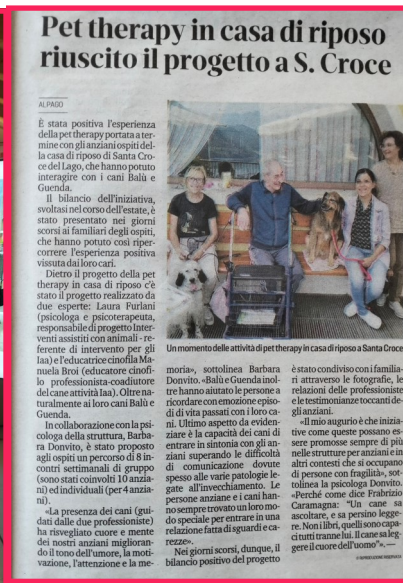 Pet therapy in casa di riposo
riuscito il progetto a S. Croce
ALPAGO
È stata positiva l'esperienza
della pet therapy portata a ter-
mine con gli anziani ospiti del-
la casa di riposo di Santa Cro-
ce del Lago, che hanno potuto
interagire con i cani Balù e
Guenda.
Il bilancio dell'iniziativa,
svoltasi nel corso dell'estate, è
stato presentato nei giorni
scorsi ai familiari degli ospiti,
che hanno potuto così riper-
correre l'esperienza positiva
vissuta dai loro cari.
Dietro il progetto della pet
therapy in casa di riposo c'è
stato il progetto realizzato da
due esperte: Laura Furlani
(psicologa e psicoterapeuta,
responsabile di progetto Inter-
venti assistiti con animali - re-
ferente di intervento per gli
Iaa) e l'educatrice cinofila Ma-
nuela Broi (educatore cinofi-
lo professionista-coadiutore
del cane attività Iaa). Oltre na-
turalmente ai loro cani Balù e
Guenda.
In collaborazione con la psi-
cologa della struttura, Barba-
ra Donvito, è stato proposto
agli ospiti un percorso di 8 in-
contri settimanali di gruppo
(sono stati coinvolti 10 anzia-
ni) ed individuali (per 4 anzia-
ni).
«La presenza dei cani (gui-
dati dalle due professioniste)
ha risvegliato cuore e mente
dei nostri anziani miglioran-
do il tono dell'umore, la moti-
vazione, l'attenzione e la me-
Un momento delle attività di pet therapy in casa di riposo a Santa Croce
moria», sottolinea Barbara
Donvito. «Balù e Guenda inol-
tre hanno aiutato le persone a
ricordare con emozione episo-
di di vita passati con i loro ca-
ni. Ultimo aspetto da eviden-
ziare è la capacità dei cani di
entrare in sintonia con gli an-
ziani superando le difficoltà
di comunicazione dovute
spesso alle varie patologie le-
gate all'invecchiamento. Le
persone anziane e i cani han-
no sempre trovato un loro mo-
do speciale per entrare in una
relazione fatta di sguardi e ca-
rezze».
Nei giorni scorsi, dunque, il
bilancio positivo del progetto
è stato condiviso con i familia-
ri attraverso le fotografie, le
relazioni delle professioniste
e le testimonianze toccanti de-
gli anziani.
«Il mio augurio è che inizia-
tive come queste possano es-
sere promosse sempre di più
nelle strutture per anziani e in
altri contesti che si occupano
di persone con fragilità», sot-
tolinea la psicologa Donvito.
«Perché come dice Frabrizio
Caramagna: "Un cane sa
ascoltare, e sa persino legge-
re. Non i libri, quelli sono capa-
ci tutti tranne lui. Il cane sa leg-
gere il cuore dell'uomo"». —
© RIPRODUZIONE RISERVATA